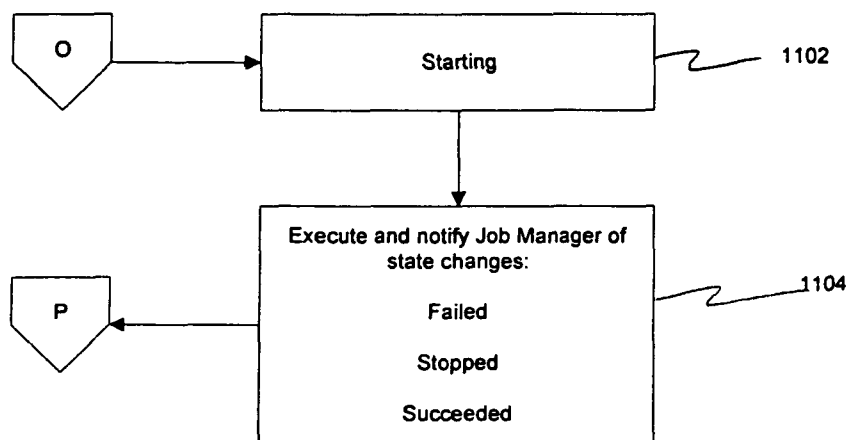 O
Starting
1102
Execute and notify Job Manager of
state changes:
1104
P
Failed
Stopped
Succeeded